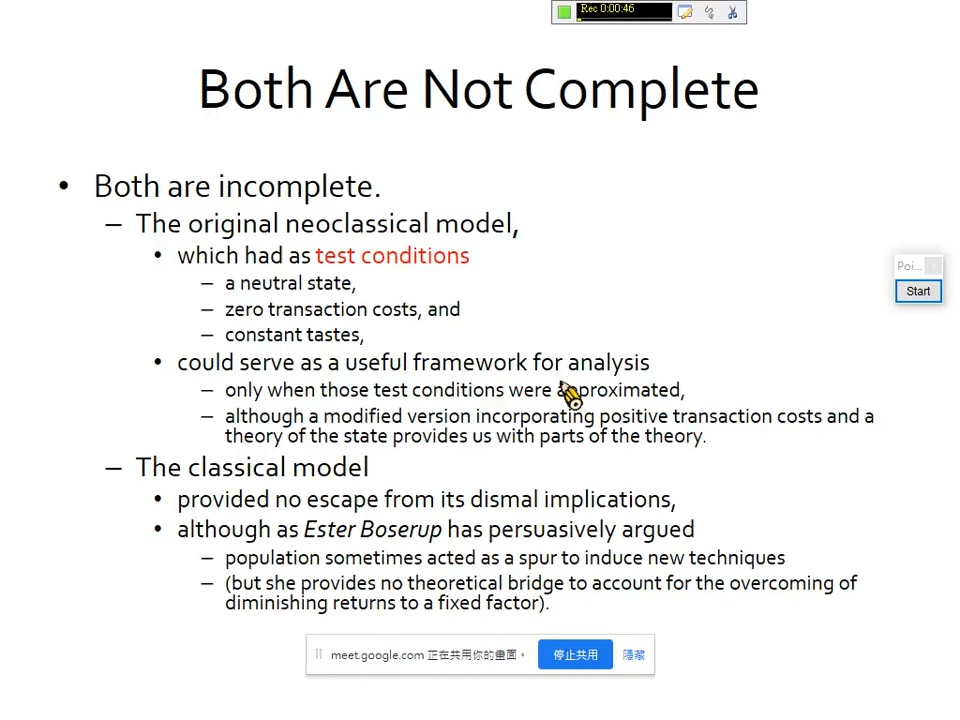 Rec 0:00:46
Both Are Not Complete
• Both are incomplete.
– The original neoclassical model,
• which had as test conditions
– a neutral state,
– zero transaction costs, and
– constant tastes,
• could serve as a useful framework for analysis
– only when those test conditions were approximated,
– although a modified version incorporating positive transaction costs and a
theory of the state provides us with parts of the theory.
– The classical model
• provided no escape from its dismal implications,
• although as Ester Boserup has persuasively argued
– population sometimes acted as a spur to induce new techniques
– (but she provides no theoretical bridge to account for the overcoming of
diminishing returns to a fixed factor).
Poi...
Start
meet.google.com 正在共用你的畫面。 停止共用 隱藏